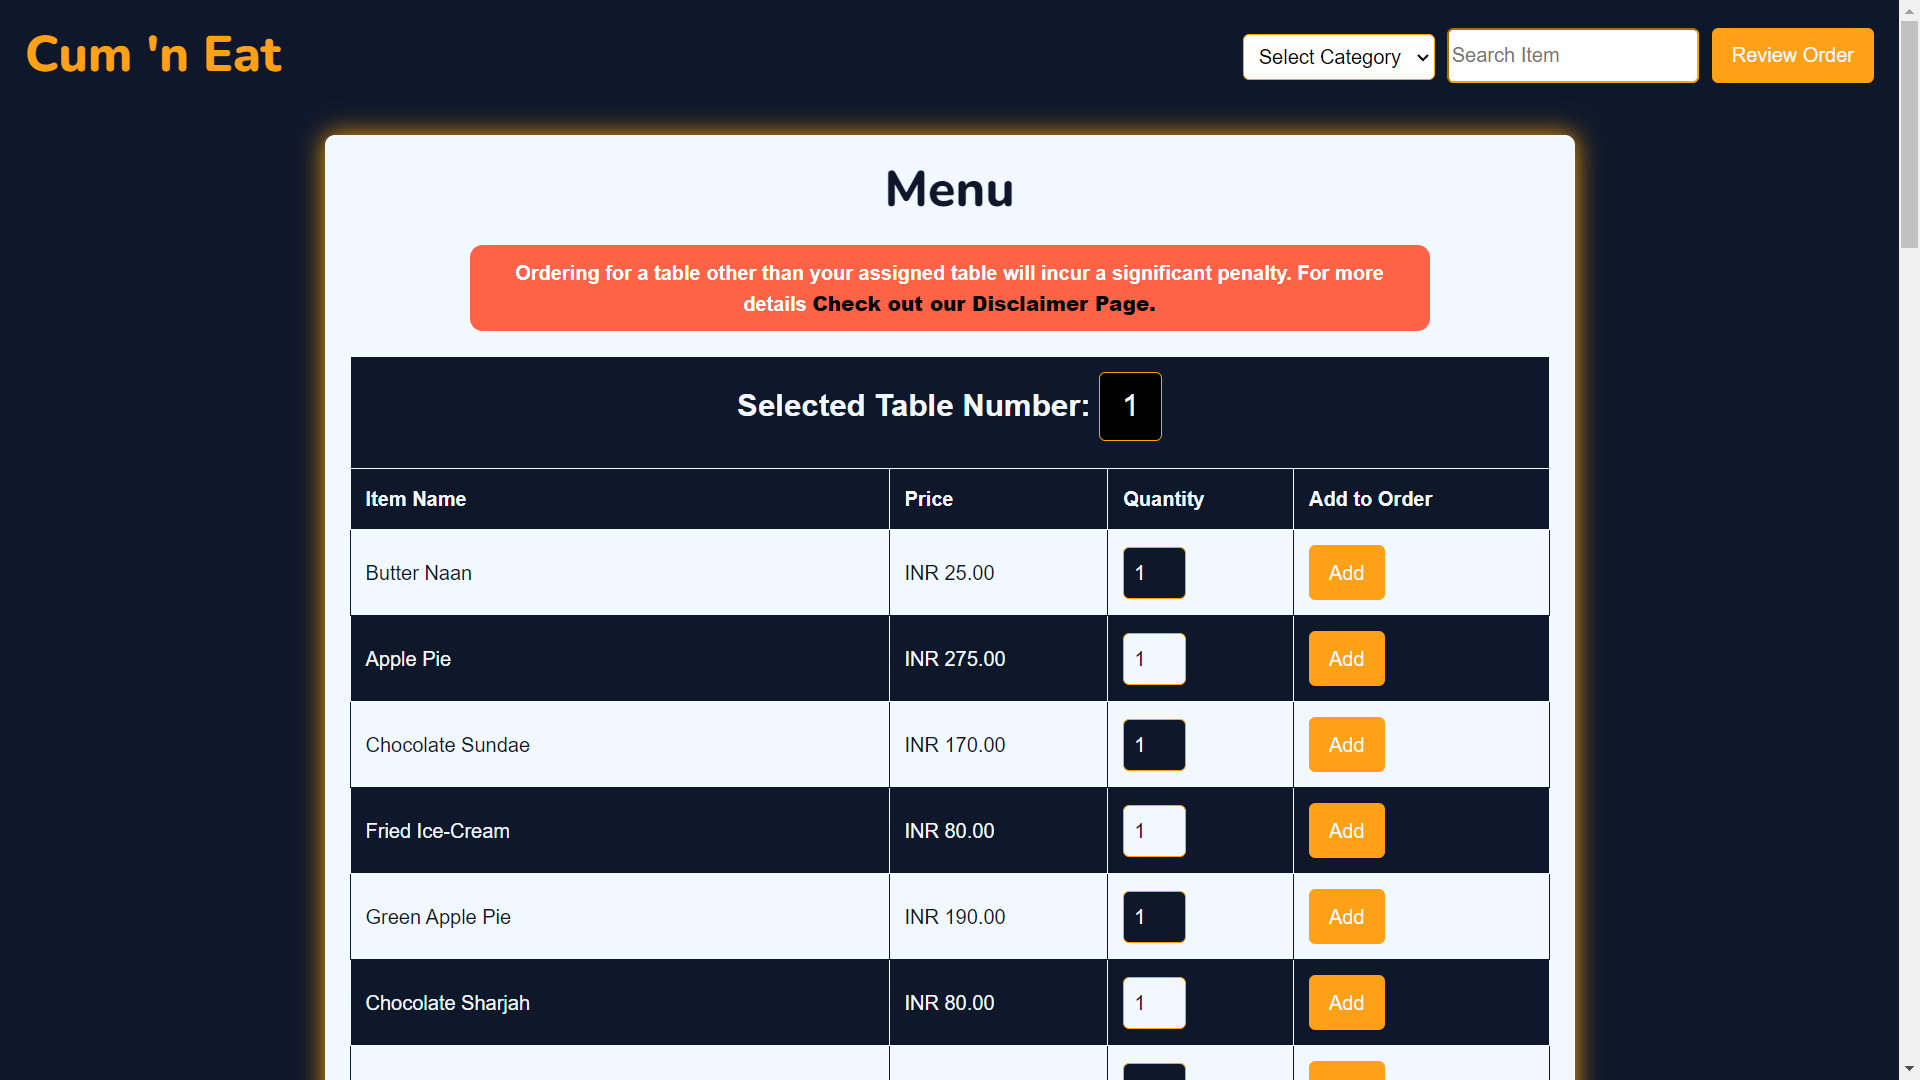 Cum 'n Eat
Select Category
Search Item
Review Order
Menu
Ordering for a table other than your assigned table will incur a significant penalty. For more
details Check out our Disclaimer Page.
Selected Table Number: 1
Item Name Price Quantity Add to Order
Butter Naan INR 25.00 1 Add
Apple Pie INR 275.00 1 Add
Chocolate Sundae INR 170.00 1 Add
Fried Ice-Cream INR 80.00 1 Add
Green Apple Pie INR 190.00 1 Add
Chocolate Sharjah INR 80.00 1 Add